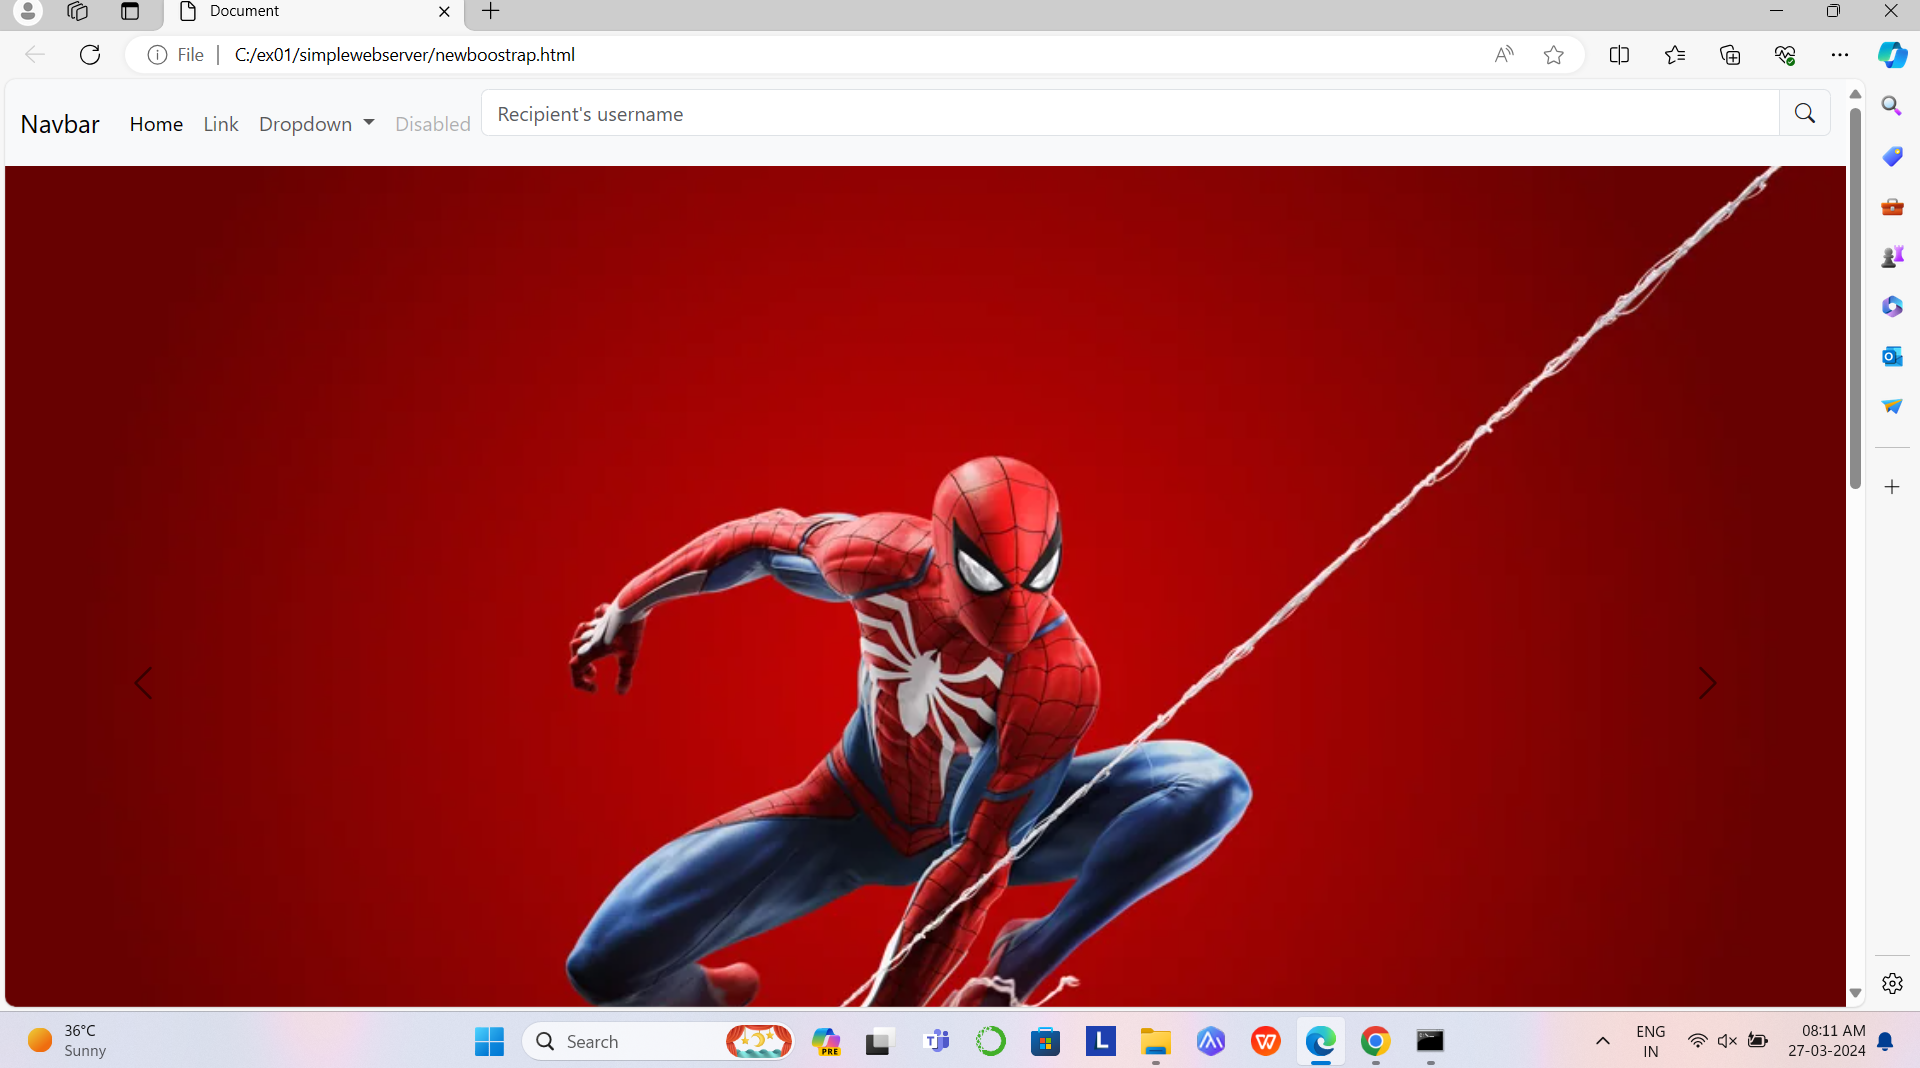 Document
File
C:/ex01/simplewebserver/newboostrap.html
Navbar Home Link Dropdown Disabled Recipient's username
36°C
Sunny
Search
PRE
T
L
W
ENG
IN
08:11 AM
27-03-2024